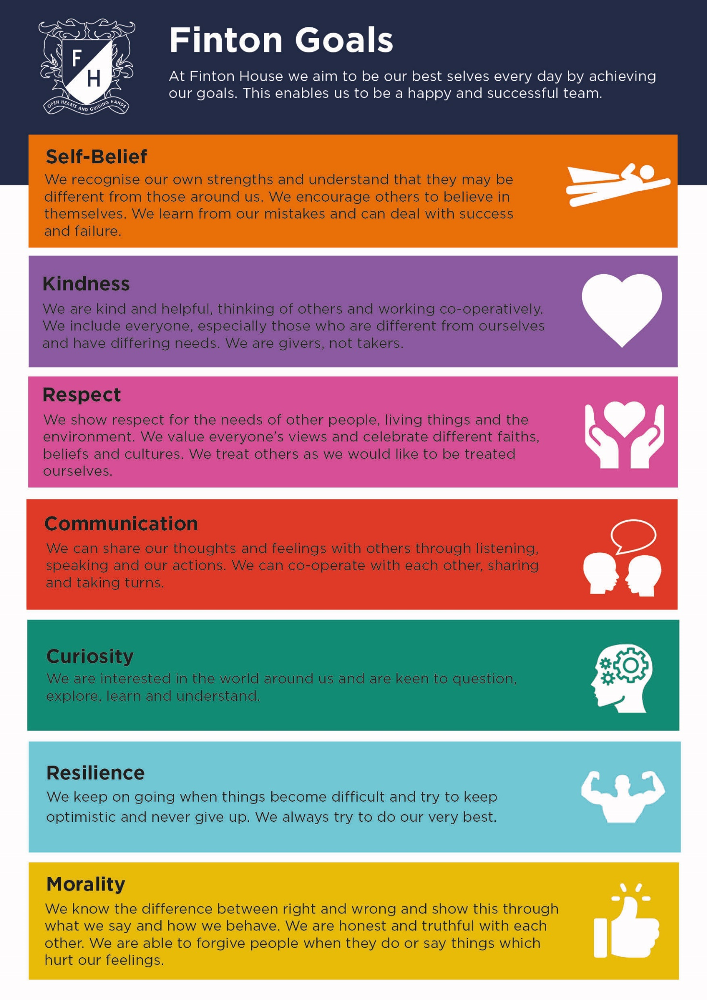 F
H
OPEN HEARTS AND GUIDING HANDS
Finton Goals
At Finton House we aim to be our best selves every day by achieving
our goals. This enables us to be a happy and successful team.
Self-Belief
We recognise our own strengths and understand that they may be
different from those around us. We encourage others to believe in
themselves. We learn from our mistakes and can deal with success
and failure.
Kindness
We are kind and helpful, thinking of others and working co-operatively.
We include everyone, especially those who are different from ourselves
and have differing needs. We are givers, not takers.
Respect
We show respect for the needs of other people, living things and the
environment. We value everyone's views and celebrate different faiths,
beliefs and cultures. We treat others as we would like to be treated
ourselves.
Communication
We can share our thoughts and feelings with others through listening,
speaking and our actions. We can co-operate with each other, sharing
and taking turns.
Curiosity
We are interested in the world around us and are keen to question,
explore, learn and understand.
Resilience
We keep on going when things become difficult and try to keep
optimistic and never give up. We always try to do our very best.
Morality
We know the difference between right and wrong and show this through
what we say and how we behave. We are honest and truthful with each
other. We are able to forgive people when they do or say things which
hurt our feelings.